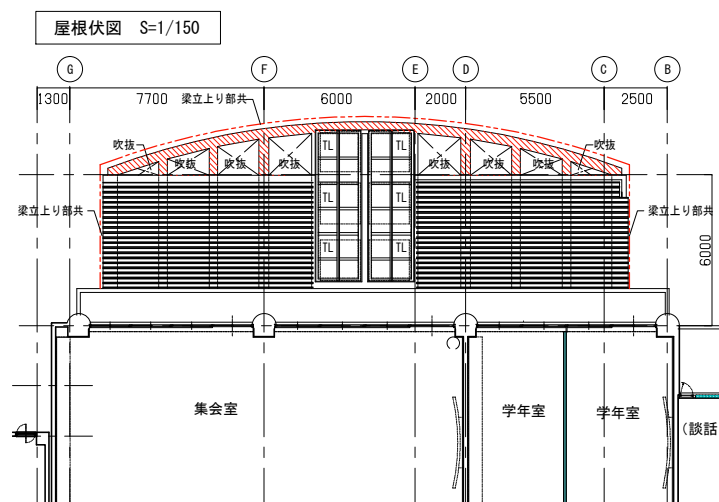 屋根伏図 S=1/150
G F E D C B
1300 7700 梁立上り部共 6000 2000 5500 2500
吹抜 吹抜 吹抜 吹抜 TL TL 吹抜 吹抜 吹抜 吹抜
梁立上り部共 TL TL 梁立上り部共
TL TL
6000
集会室 学年室 学年室
(談話